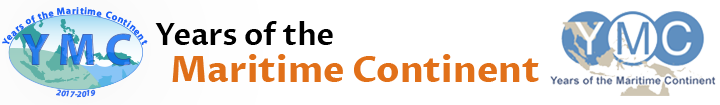 Years of the Maritime Continent
YMC
2017-2019
Years of the
Maritime Continent
YMC
Years of the Maritime Continent